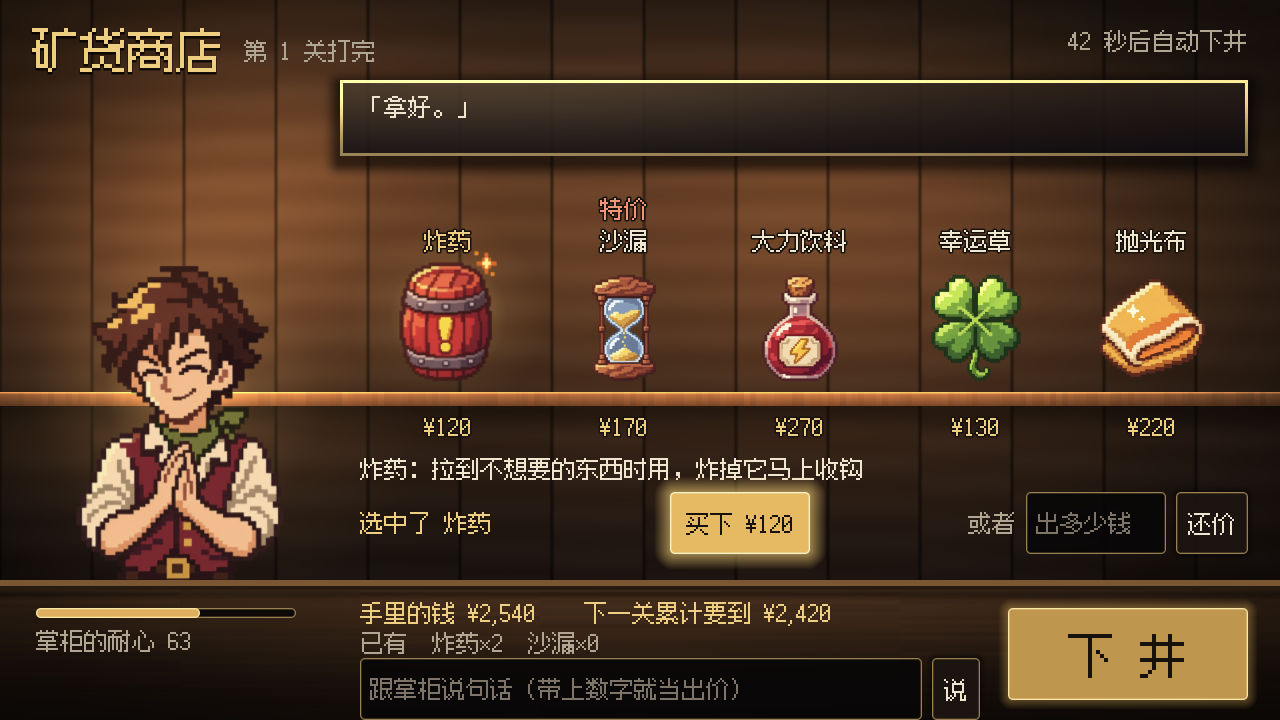 矿货商店 第 1 关打完
42 秒后自动下井
「拿好。」
特价
炸药 沙漏 大力饮料 幸运草 抛光布
¥120 ¥170 ¥270 ¥130 ¥220
炸药：拉到不想要的东西时用，炸掉它马上收钩
选中了 炸药 买下 ¥120 或者 出多少钱 还价
手里的钱 ¥2,540 下一关累计要到 ¥2,420
掌柜的耐心 63
已有 炸药×2 沙漏×0
跟掌柜说句话（带上数字就当出价） 说
下井